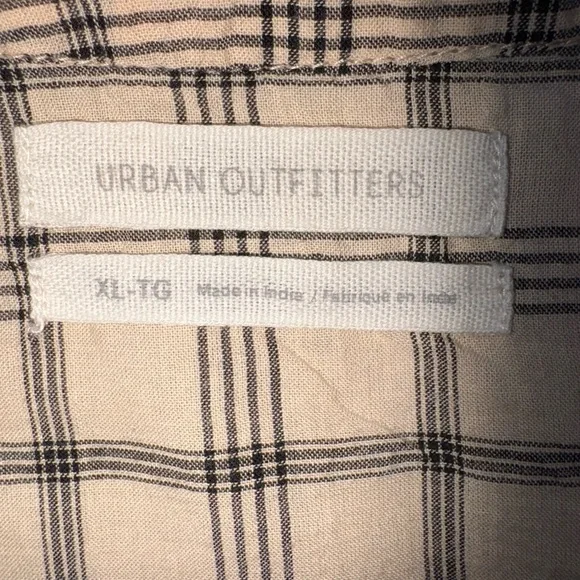 URBAN OUTFITTERS
XL-TG Made in India / Fabriqué en Inde